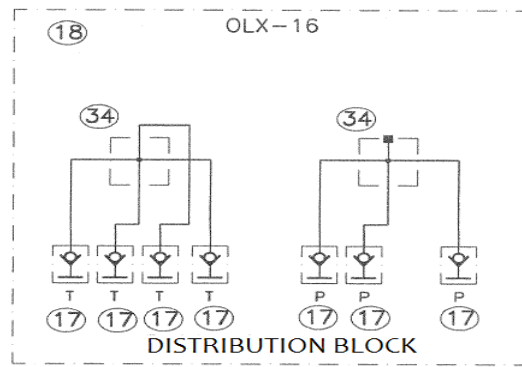 18 OLX-16
34 34
T T T T P P P
17 17 17 17 17 17 17
DISTRIBUTION BLOCK